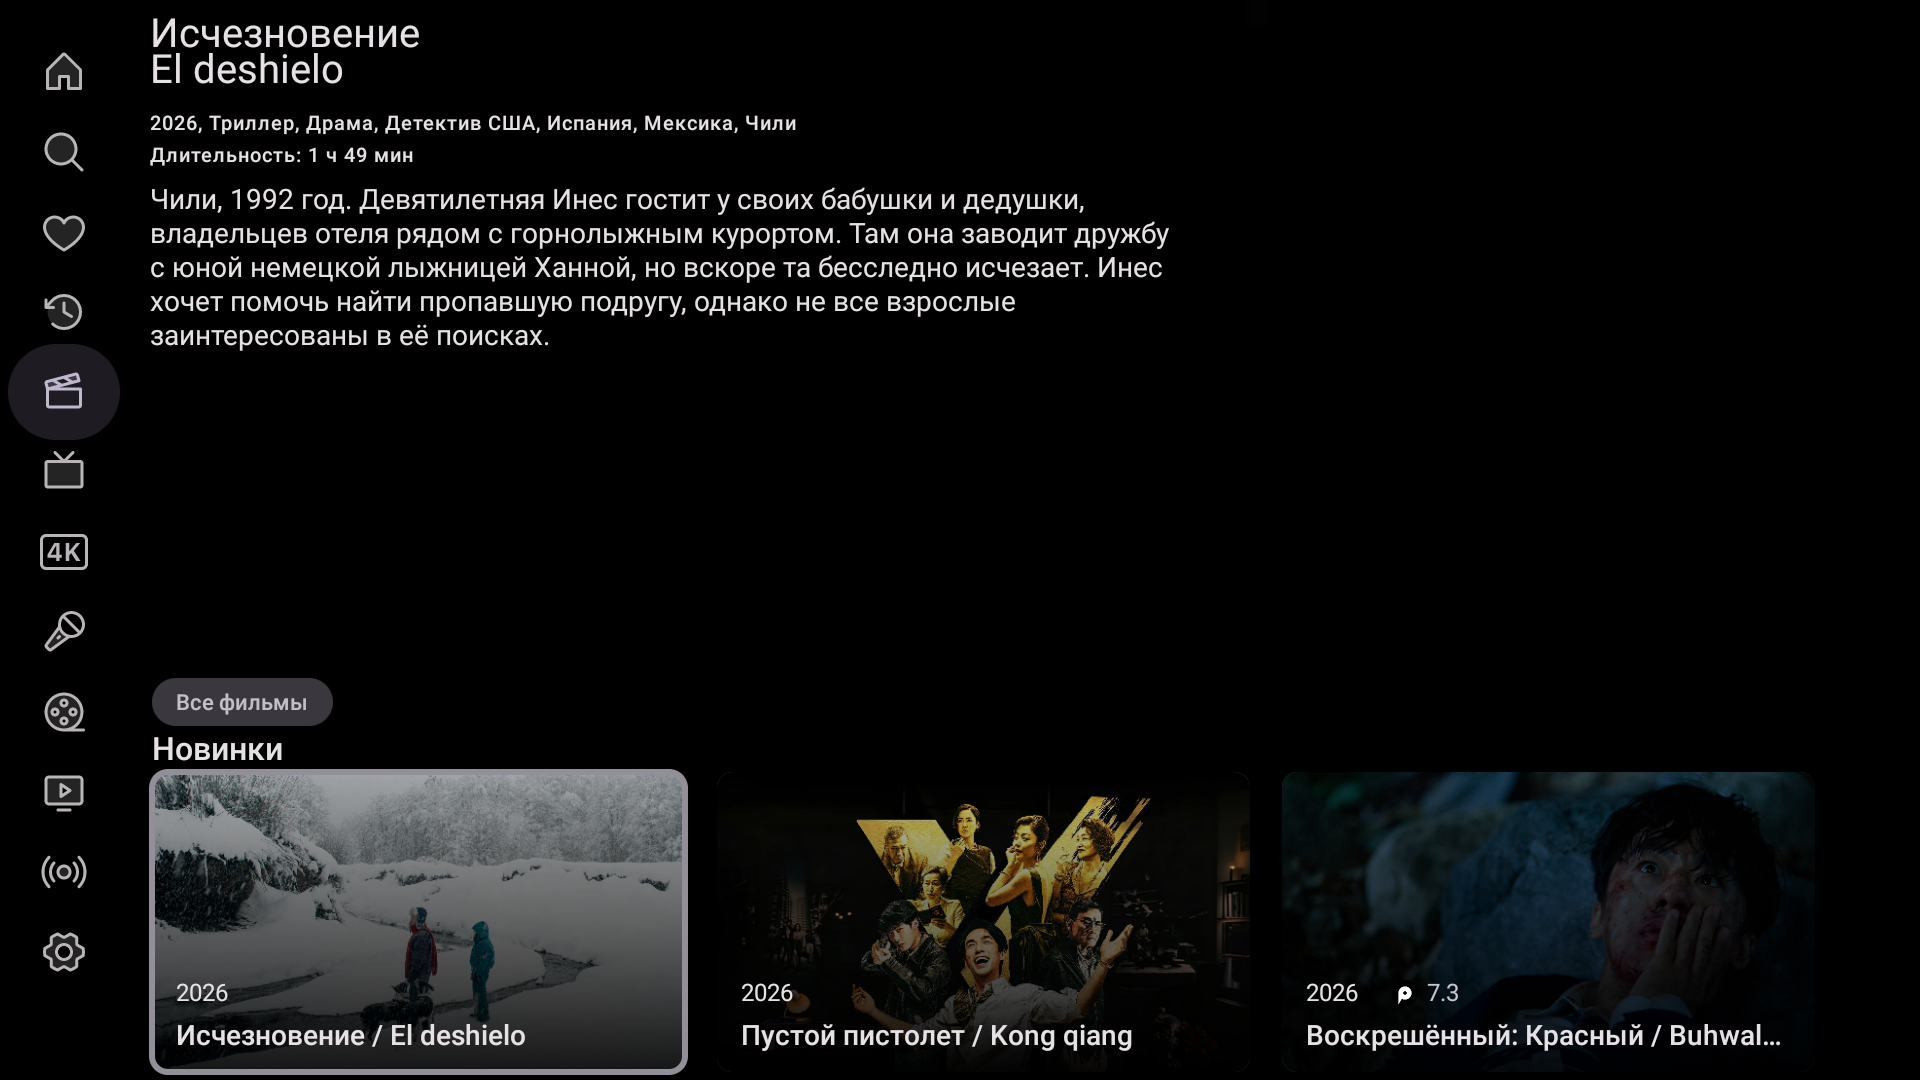 Исчезновение
El deshielo
2026, Триллер, Драма, Детектив США, Испания, Мексика, Чили
Длительность: 1 ч 49 мин
Чили, 1992 год. Девятилетняя Инес гостит у своих бабушки и дедушки,
владельцев отеля рядом с горнолыжным курортом. Там она заводит дружбу
с юной немецкой лыжницей Ханной, но вскоре та бесследно исчезает. Инес
хочет помочь найти пропавшую подругу, однако не все взрослые
заинтересованы в её поисках.
4K
Все фильмы
Новинки
2026
Исчезновение / El deshielo
2026
Пустой пистолет / Kong qiang
2026 7.3
Воскрешённый: Красный / Buhwal...